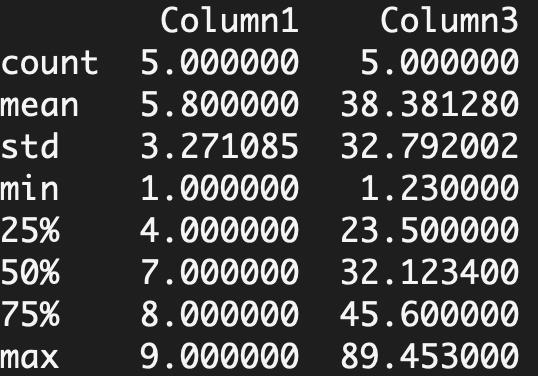 Column1 Column3
count 5.000000 5.000000
mean 5.800000 38.381280
std 3.271085 32.792002
min 1.000000 1.230000
25% 4.000000 23.500000
50% 7.000000 32.123400
75% 8.000000 45.600000
max 9.000000 89.453000